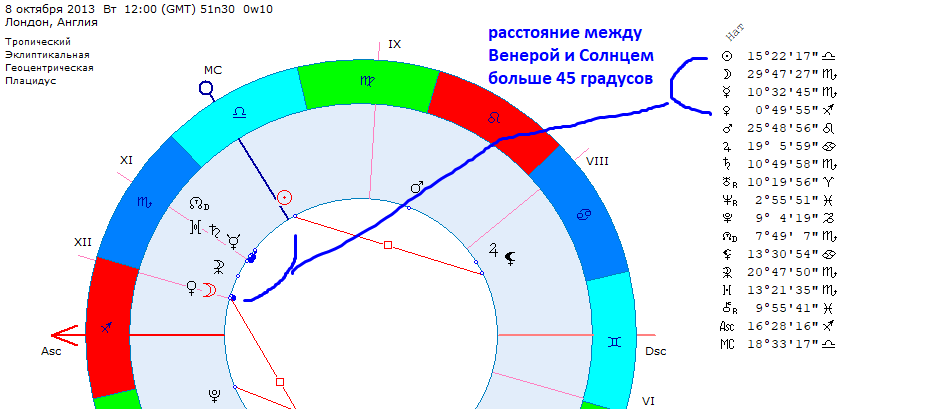 8 октября 2013 Вт 12:00 (GMT) 51n30 0w10
Лондон, Англия
Тропический
Эклиптикальная
Геоцентрическая
Плацидус
расстояние между
Венерой и Солнцем
больше 45 градусов
Нат
☉ 15°22'17" ♎
☽ 29°47'27" ♏
☿ 10°32'45" ♏
♀ 0°49'55" ♐
♂ 25°48'56" ♌
♃ 19° 5'59" ♋
♄ 10°49'58" ♏
♅R 10°19'56" ♈
♆R 2°55'51" ♓
♇ 9° 4'19" ♑
☊D 7°49' 7" ♏
⚸ 13°30'54" ♋
⚳ 20°47'50" ♏
13°21'35" ♏
⚷R 9°55'41" ♓
Asc 16°28'16" ♐
MC 18°33'17" ♎
IX
MC
XI
VIII
XII
Asc
Dsc
VI